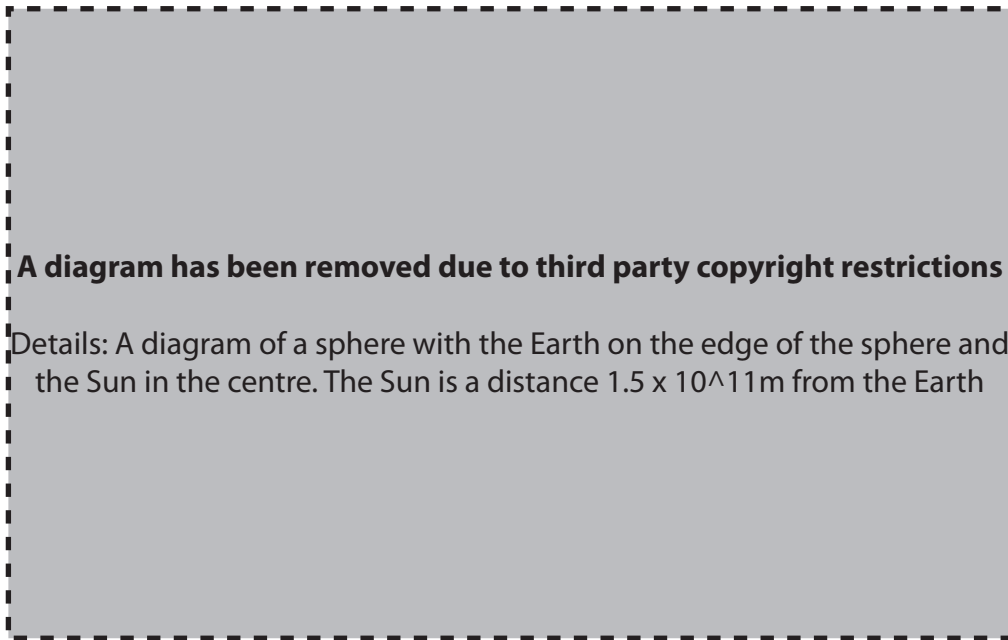 A diagram has been removed due to third party copyright restrictions
Details: A diagram of a sphere with the Earth on the edge of the sphere and
the Sun in the centre. The Sun is a distance 1.5 x 10^11m from the Earth